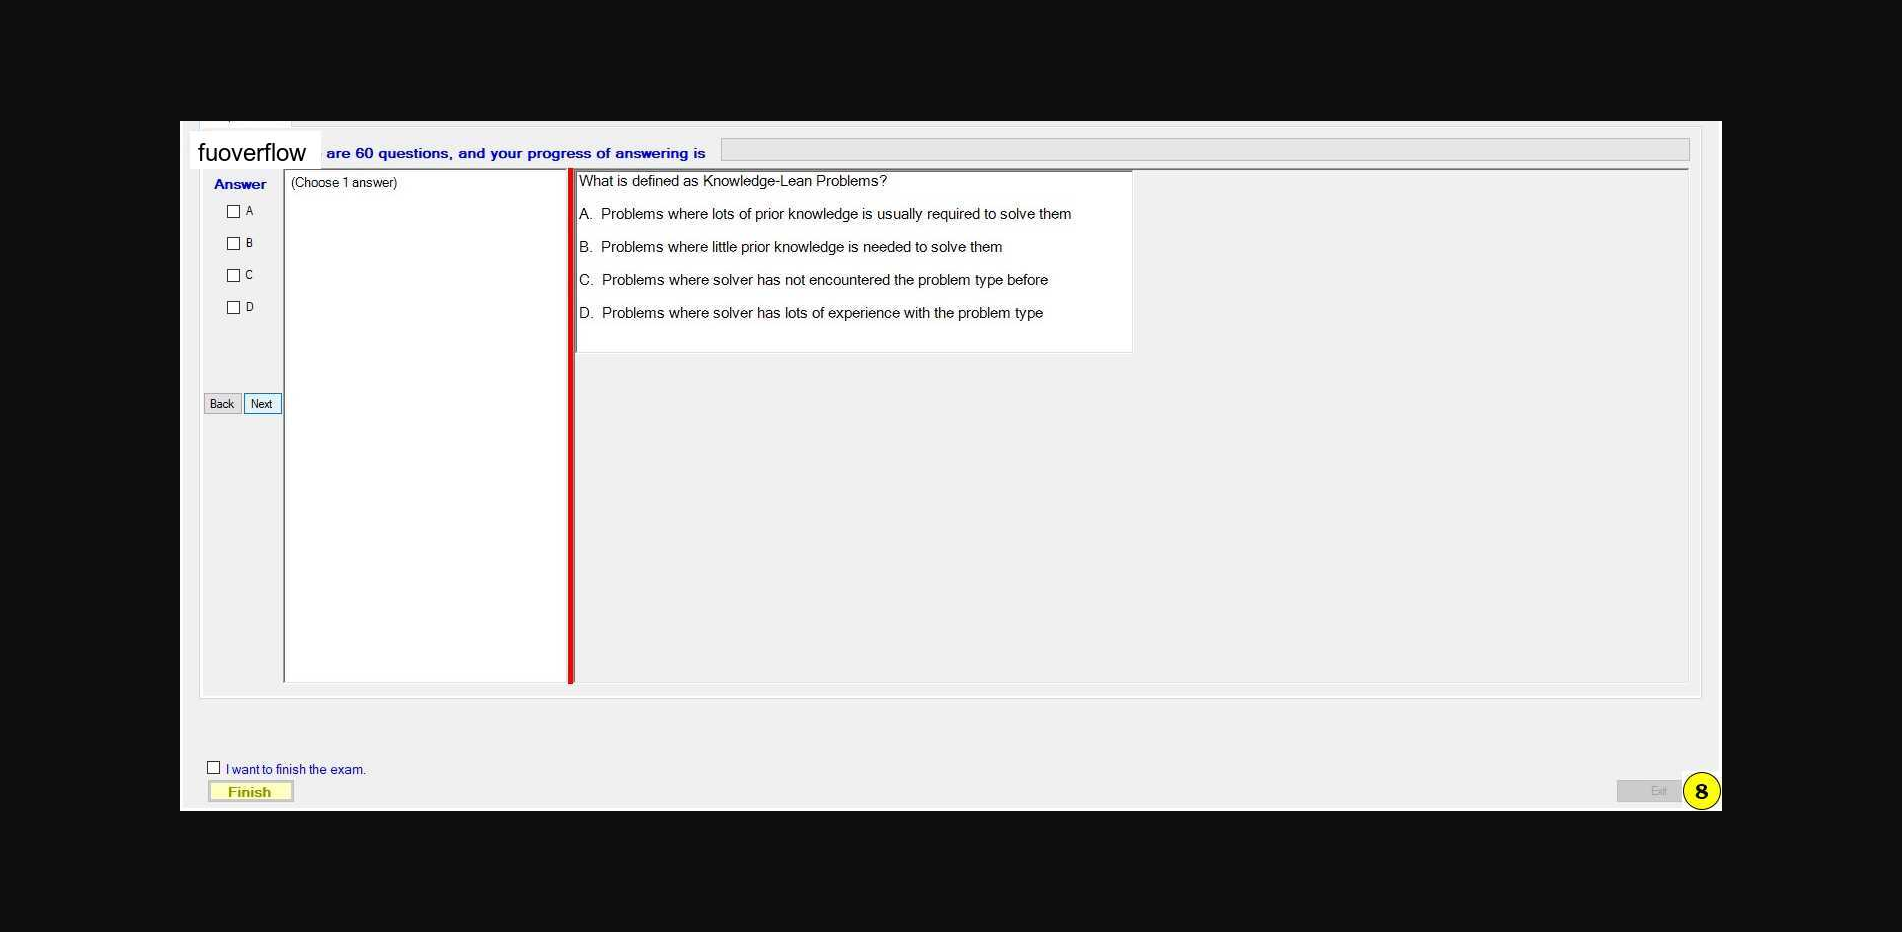 fuoverflow are 60 questions, and your progress of answering is
Answer
(Choose 1 answer)
A
B
C
D
Back Next
What is defined as Knowledge-Lean Problems?
A. Problems where lots of prior knowledge is usually required to solve them
B. Problems where little prior knowledge is needed to solve them
C. Problems where solver has not encountered the problem type before
D. Problems where solver has lots of experience with the problem type
I want to finish the exam.
Finish
Exit
8